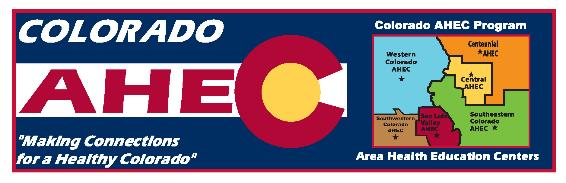 COLORADO
AHEC
"Making Connections
for a Healthy Colorado"
Colorado AHEC Program
Western
Colorado
AHEC
Centennial
AHEC
Central
AHEC
Southwestern
Colorado
AHEC
San Luis
Valley
AHEC
Southeastern
Colorado
AHEC
Area Health Education Centers